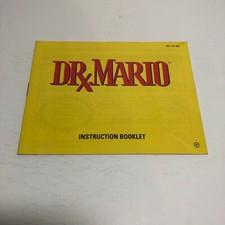 DR. MARIO
INSTRUCTION BOOKLET